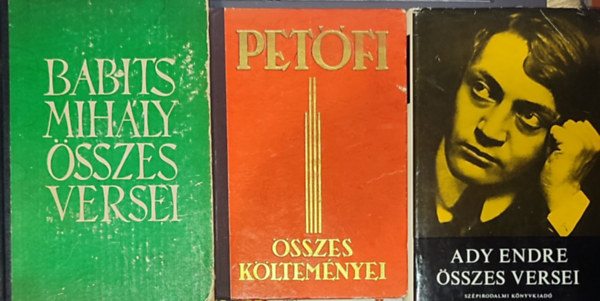 BABITS
MIHÁLY
ÖSSZES
VERSEI
PETŐFI
ÖSSZES
KÖLTEMÉNYEI
ADY ENDRE
ÖSSZES VERSEI
SZÉPIRODALMI KÖNYVKIADÓ